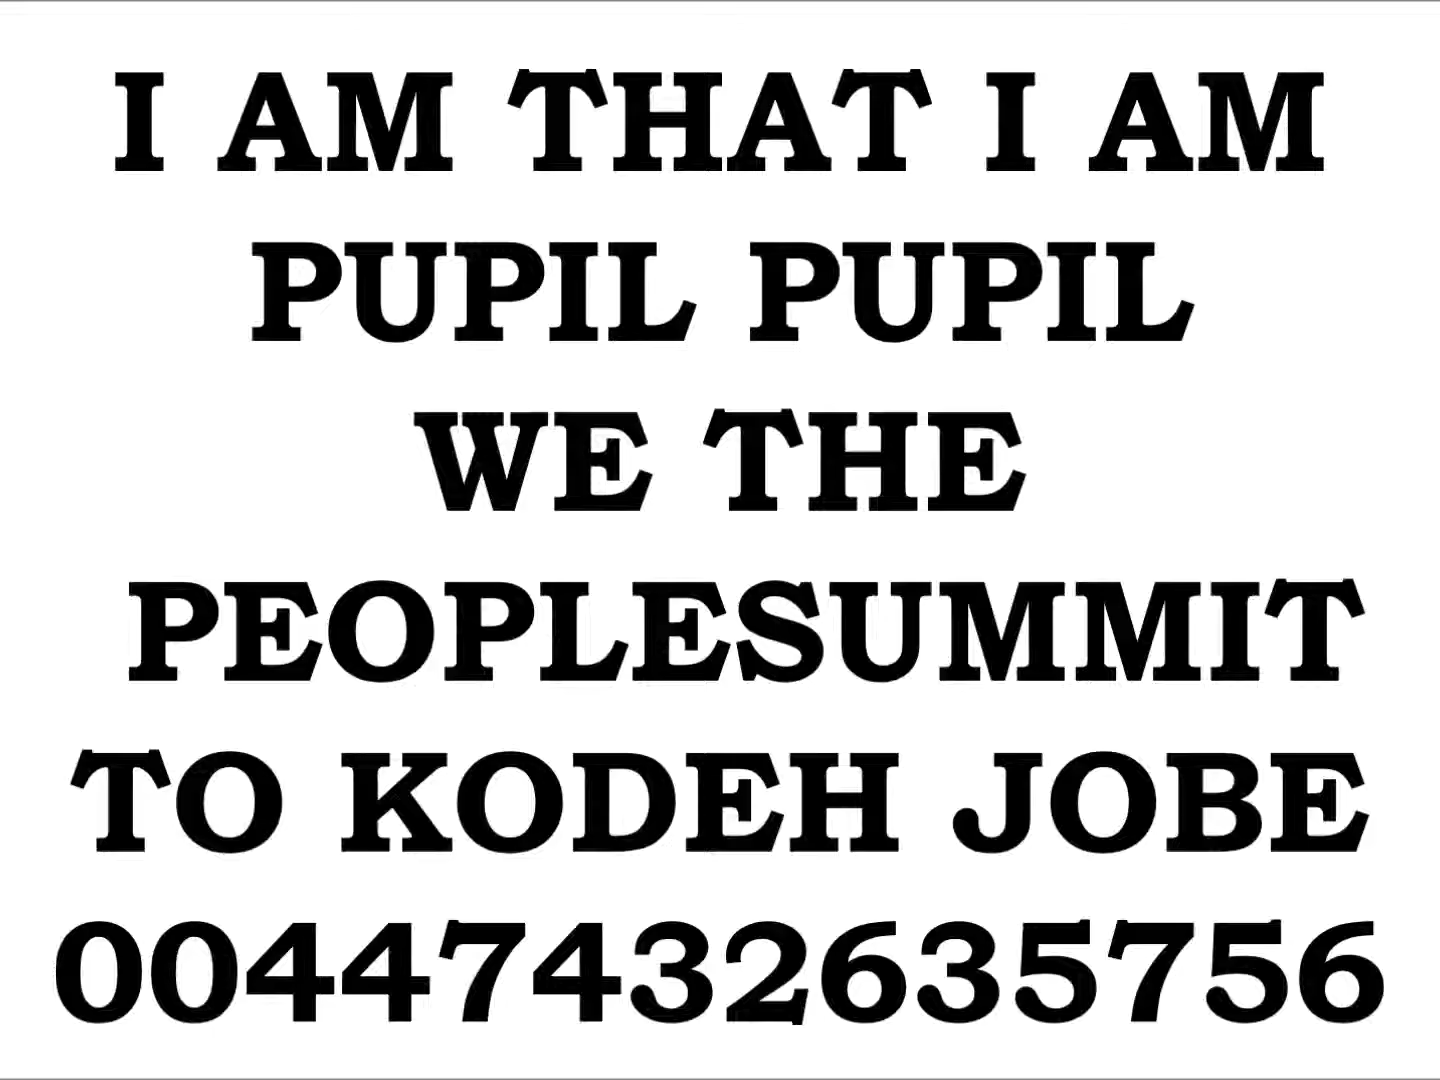 I AM THAT I AM
PUPIL PUPIL
WE THE
PEOPLESUMMIT
TO KODEH JOBE
00447432635756